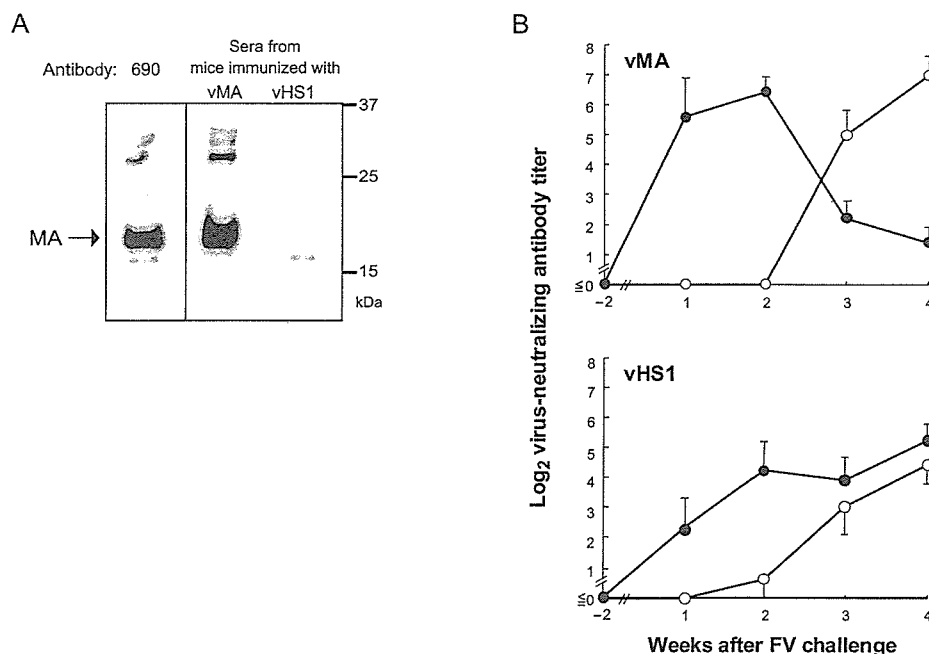 A
Antibody: 690
Sera from
mice immunized with
vMA vHS1
37
25
MA
15
kDa
B
Log2 virus-neutralizing antibody titer
vMA
8
7
6
5
4
3
2
1
≦0
−2 1 2 3 4
vHS1
8
7
6
5
4
3
2
1
≦0
−2 1 2 3 4
Weeks after FV challenge